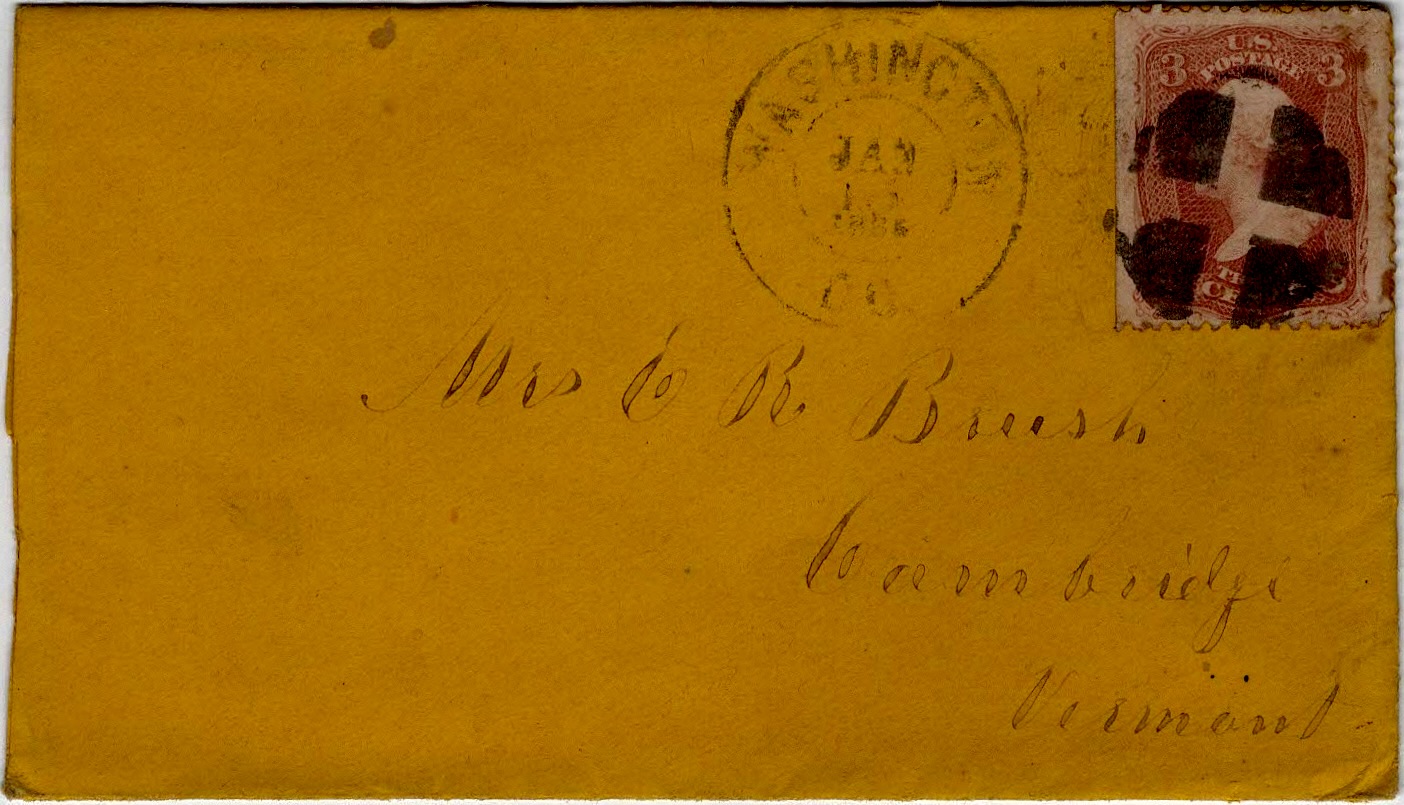 WASHINGTON
JAN
D.C.
U.S.
POSTAGE
3 3
Mrs C R Brush
Cambridge
Vermont